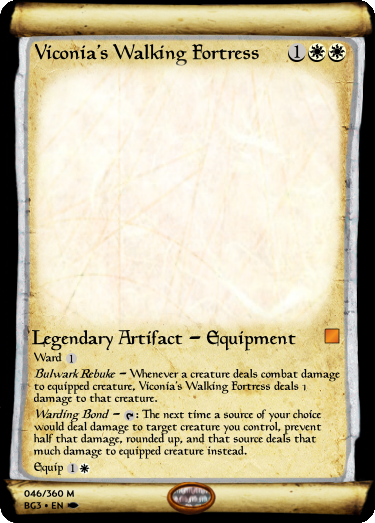 Viconia's Walking Fortress 1
Legendary Artifact – Equipment
Ward 1
Bulwark Rebuke – Whenever a creature deals combat damage
to equipped creature, Viconia's Walking Fortress deals 1
damage to that creature.
Warding Bond – : The next time a source of your choice
would deal damage to target creature you control, prevent
half that damage, rounded up, and that source deals that
much damage to equipped creature instead.
Equip 1
046/360 M
BG3 • EN